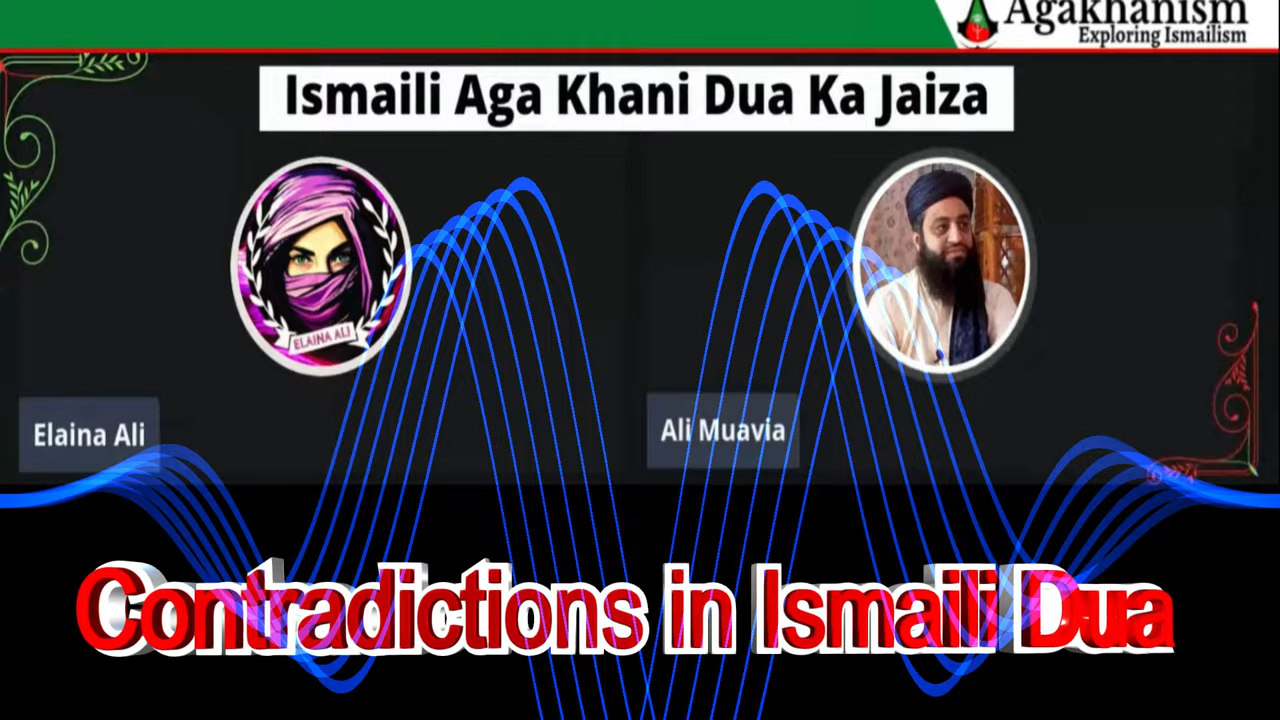 Agakhanism
Exploring Ismailism
Ismaili Aga Khani Dua Ka Jaiza
ELAINA ALI
Elaina Ali
Ali Muavia
Contradictions in Ismaili Dua